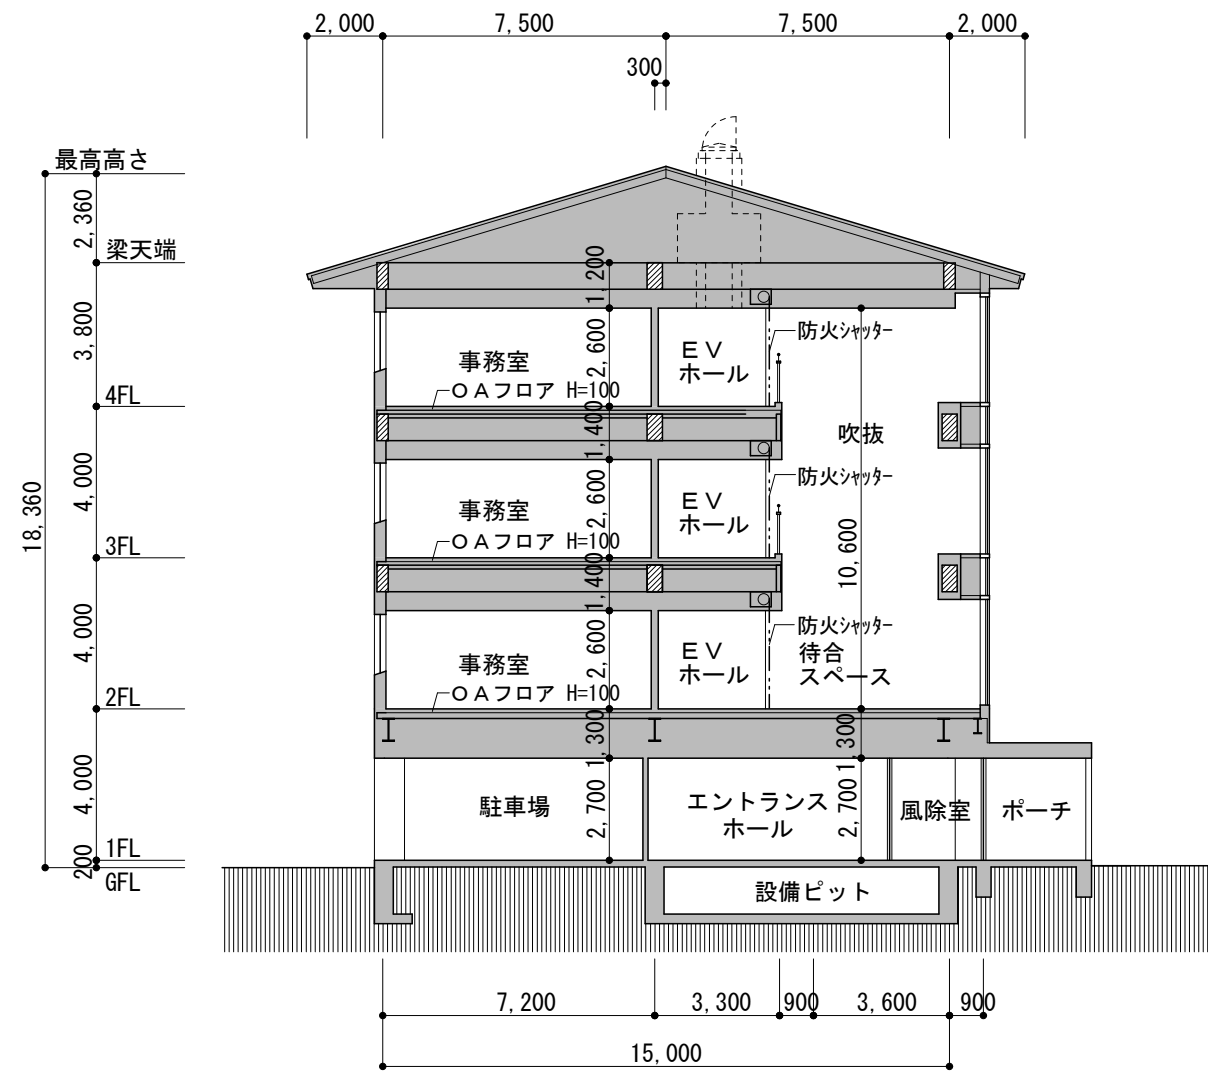 2,000
7,500
7,500
2,000
300
最高高さ
2,360
梁天端
3,800
4FL
4,000
3FL
4,000
2FL
4,000
1FL
200
GFL
18,360
1,200
2,600
事務室
OAフロア H=100
EV
ホール
防火シャッター
吹抜
1,400
2,600
事務室
OAフロア H=100
EV
ホール
防火シャッター
10,600
1,400
2,600
事務室
OAフロア H=100
EV
ホール
防火シャッター
待合
スペース
1,300
1,300
2,700
2,700
駐車場
エントランス
ホール
風除室
ポーチ
設備ピット
7,200
3,300
900
3,600
900
15,000